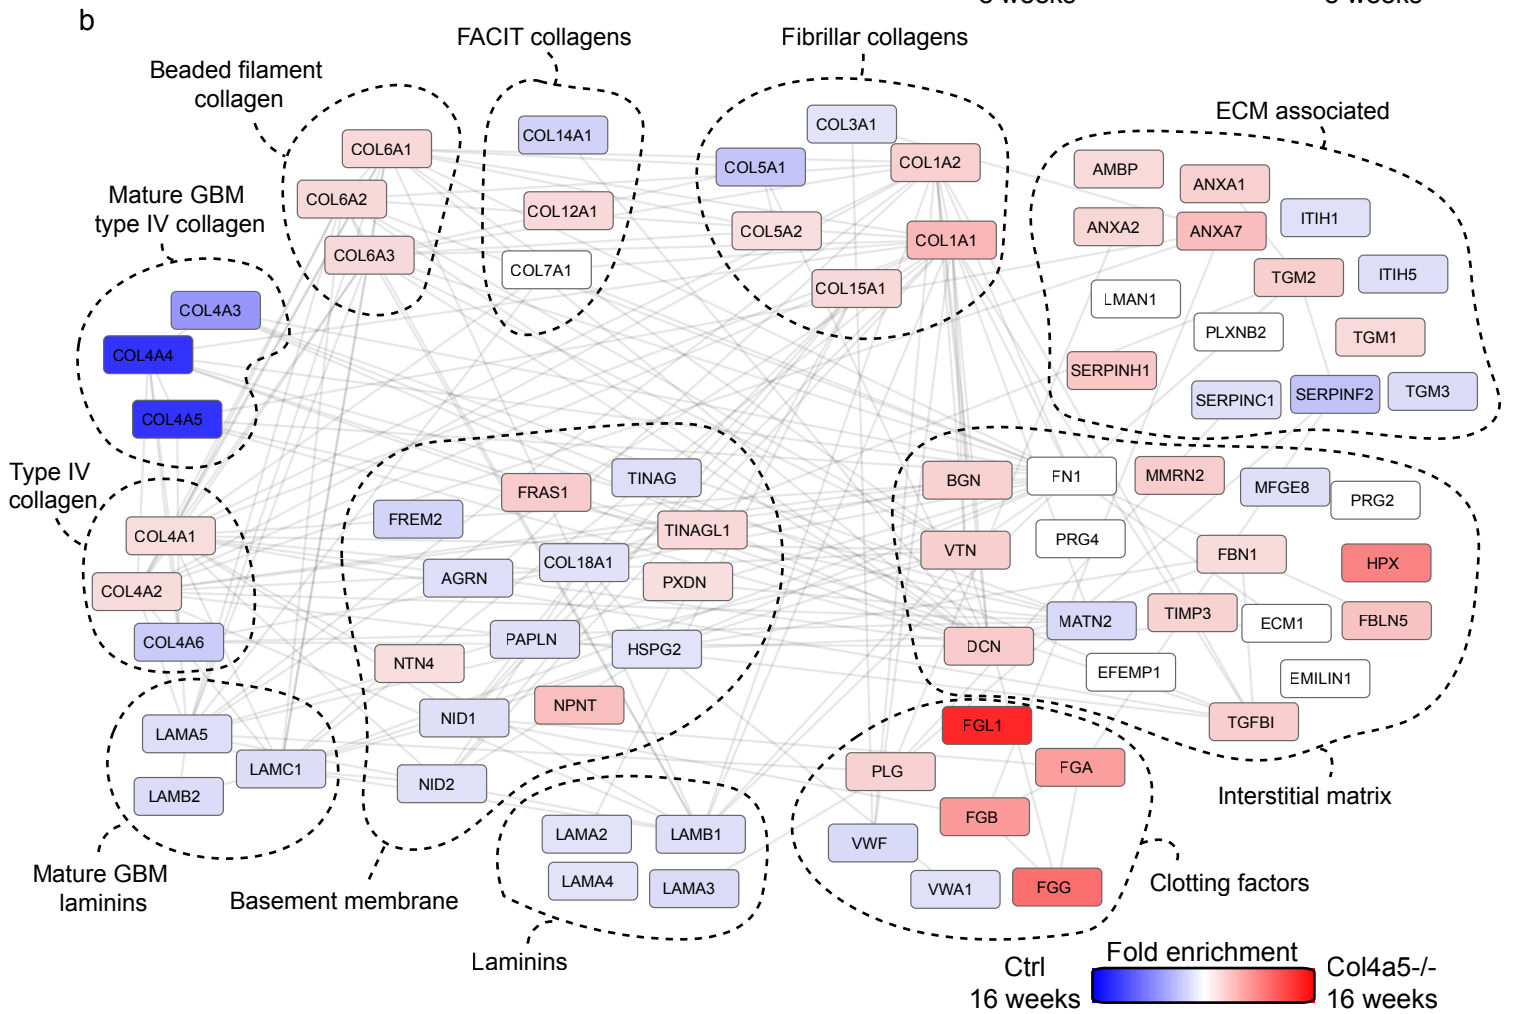 b
FACIT collagens
Fibrillar collagens
Beaded filament
collagen
ECM associated
Mature GBM
type IV collagen
Type IV
collagen
COL6A1
COL6A2
COL6A3
COL14A1
COL12A1
COL7A1
COL3A1
COL5A1
COL1A2
COL5A2
COL1A1
COL15A1
AMBP
ANXA1
ANXA2
ANXA7
ITIH1
TGM2
ITIH5
LMAN1
PLXNB2
TGM1
SERPINH1
SERPINC1
SERPINF2
TGM3
COL4A3
COL4A4
COL4A5
COL4A1
COL4A2
COL4A6
TINAG
FRAS1
FREM2
TINAGL1
COL18A1
AGRN
PXDN
PAPLN
HSPG2
NTN4
NPNT
NID1
NID2
BGN
FN1
MMRN2
MFGE8
PRG2
PRG4
VTN
FBN1
HPX
MATN2
TIMP3
ECM1
FBLN5
DCN
EFEMP1
EMILIN1
TGFBI
LAMA5
LAMC1
LAMB2
LAMA2
LAMB1
LAMA4
LAMA3
FGL1
PLG
FGA
FGB
VWF
VWA1
FGG
Mature GBM
laminins
Basement membrane
Laminins
Interstitial matrix
Clotting factors
Fold enrichment
Ctrl
16 weeks
Col4a5-/-
16 weeks